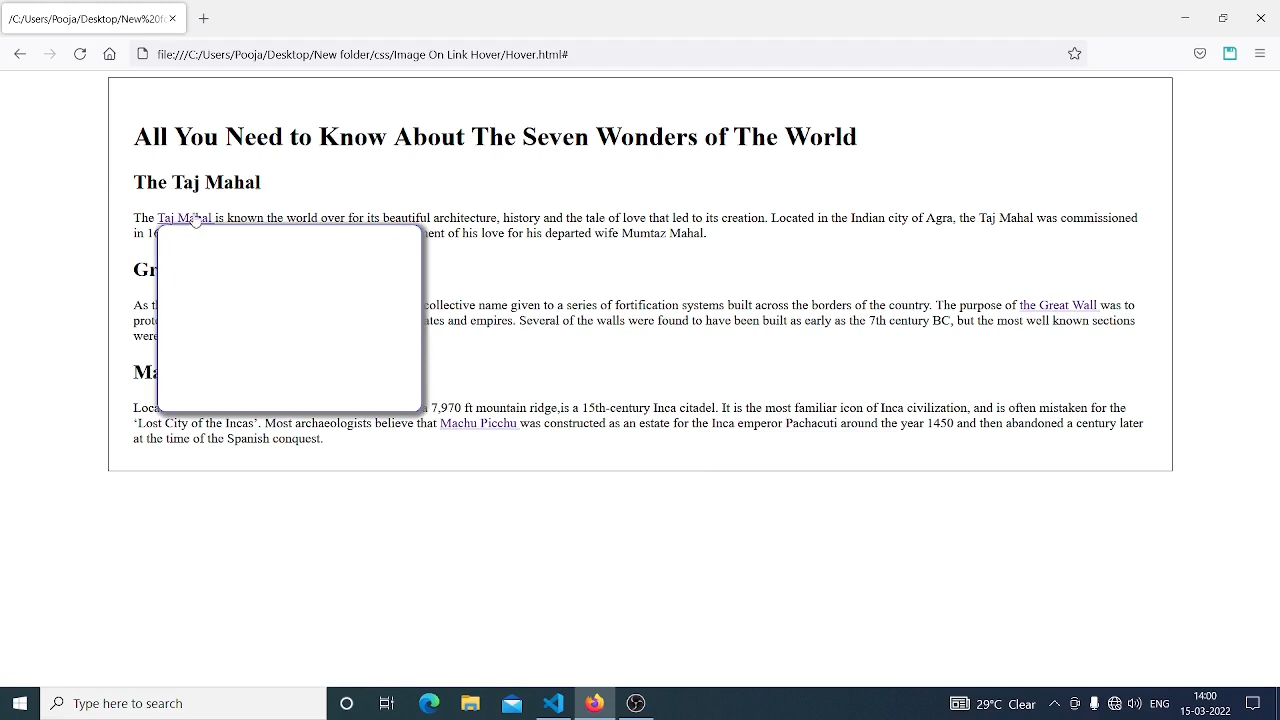 /C:/Users/Pooja/Desktop/New%20fo
file:///C:/Users/Pooja/Desktop/New folder/css/Image On Link Hover/Hover.html#
All You Need to Know About The Seven Wonders of The World
The Taj Mahal
The Taj Mahal is known the world over for its beautiful architecture, history and the tale of love that led to its creation. Located in the Indian city of Agra, the Taj Mahal was commissioned
in of his love for his departed wife Mumtaz Mahal.
Gr
As collective name given to a series of fortification systems built across the borders of the country. The purpose of the Great Wall was to
and empires. Several of the walls were found to have been built as early as the 7th century BC, but the most well known sections
were
Ma
7,970 ft mountain ridge,is a 15th-century Inca citadel. It is the most familiar icon of Inca civilization, and is often mistaken for the
‘Lost City of the Incas’. Most archaeologists believe that Machu Picchu was constructed as an estate for the Inca emperor Pachacuti around the year 1450 and then abandoned a century later
at the time of the Spanish conquest.
Type here to search
29°C Clear
ENG
14:00
15-03-2022